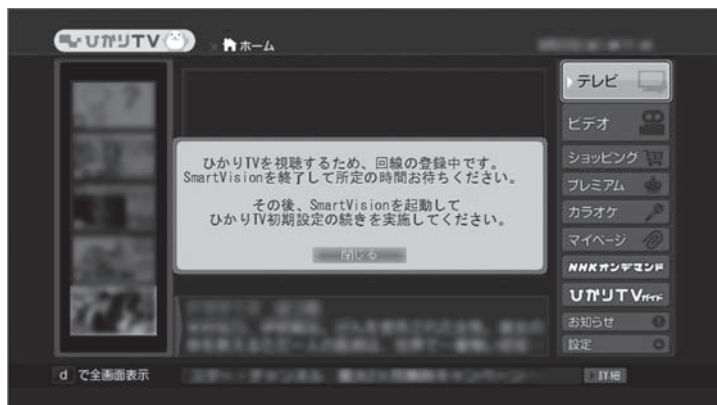 ひかりTV
ホーム
テレビ
ビデオ
ショッピング
プレミアム
カラオケ
マイページ
NHKオンデマンド
ひかりTVガイド
お知らせ
設定
ひかりTVを視聴するため、回線の登録中です。
SmartVisionを終了して所定の時間お待ちください。
その後、SmartVisionを起動して
ひかりTV初期設定の続きを実施してください。
閉じる
d で全画面表示
詳細